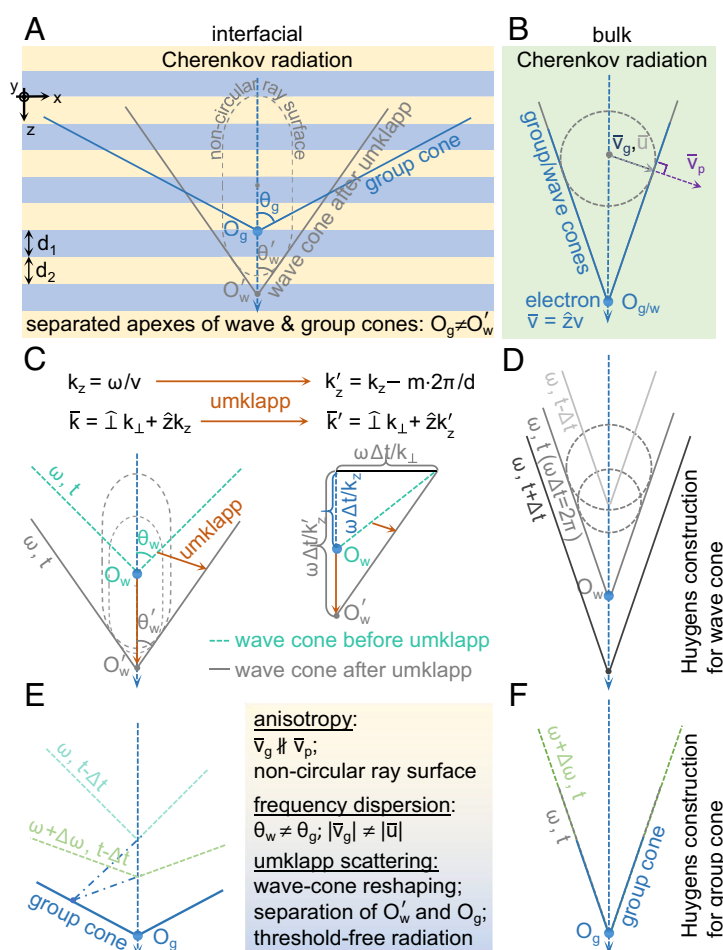 A
interfacial
Cherenkov radiation
y
x
z
non-circular ray surface
group cone
wave cone after umklapp
θg
Og
θ'w
O'w
d1
d2
separated apexes of wave & group cones: Og≠O'w
B
bulk
Cherenkov radiation
v̄g, ū
v̄p
group/wave cones
electron
v̄ = ẑv
Og/w
C
kz = ω/v
k'z = kz − m·2π/d
umklapp
k̄ = ⊥̂ k⊥ + ẑkz
k̄' = ⊥̂ k⊥ + ẑk'z
ω, t
θw
umklapp
Ow
ω, t
θ'w
O'w
ωΔt/k⊥
ωΔt/kz
ωΔt/k'z
Ow
O'w
wave cone before umklapp
wave cone after umklapp
D
ω, t-Δt
ω, t (ωΔt=2π)
ω, t+Δt
Ow
Huygens construction
for wave cone
E
ω, t-Δt
ω+Δω, t-Δt
group cone
Og
anisotropy:
v̄g ∦ v̄p;
non-circular ray surface
frequency dispersion:
θw ≠ θg; |v̄g| ≠ |ū|
umklapp scattering:
wave-cone reshaping;
separation of O'w and Og;
threshold-free radiation
F
ω+Δω, t
ω, t
group cone
Og
Huygens construction
for group cone